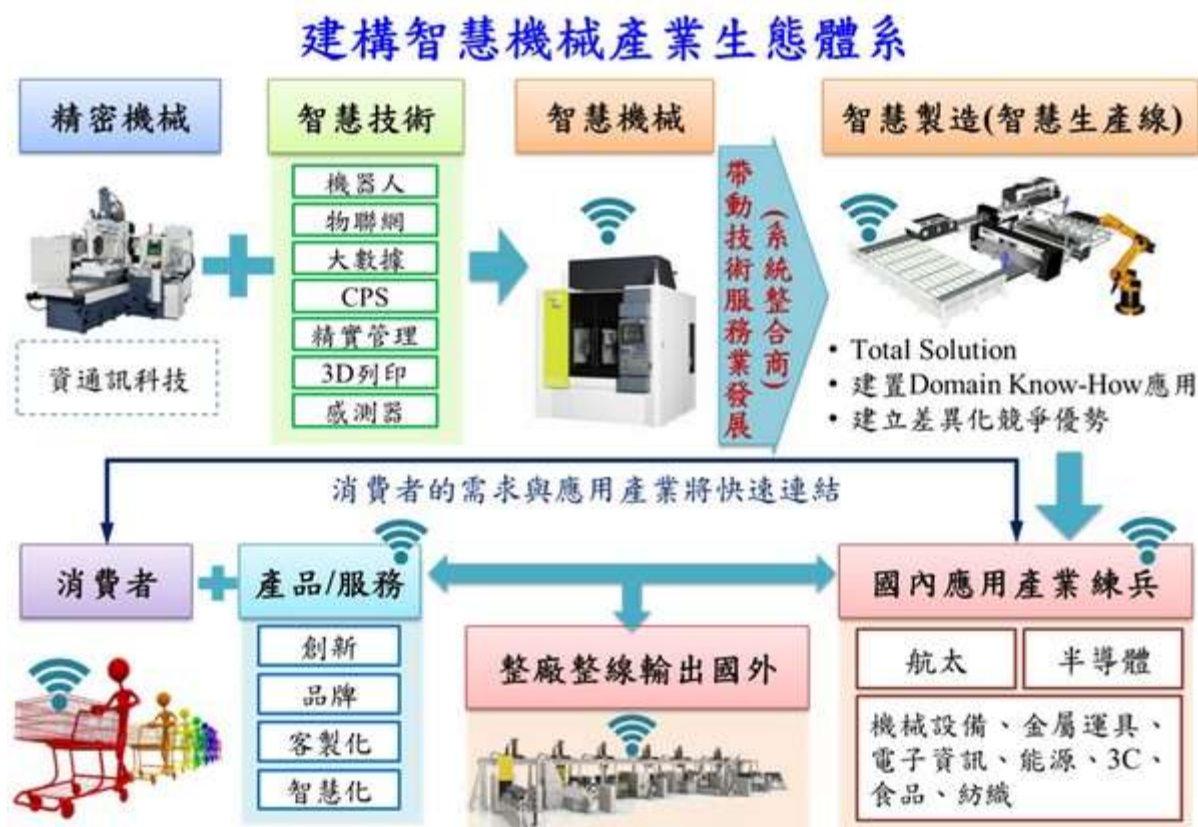 建構智慧機械產業生態體系
精密機械
資通訊科技
智慧技術
機器人
物聯網
大數據
CPS
精實管理
3D列印
感測器
智慧機械
帶動技術服務業發展
(系統整合商)
智慧製造(智慧生產線)
• Total Solution
• 建置Domain Know-How應用
• 建立差異化競爭優勢
消費者的需求與應用產業將快速連結
消費者
產品/服務
創新
品牌
客製化
智慧化
整廠整線輸出國外
國內應用產業練兵
航太
半導體
機械設備、金屬運具、
電子資訊、能源、3C、
食品、紡織